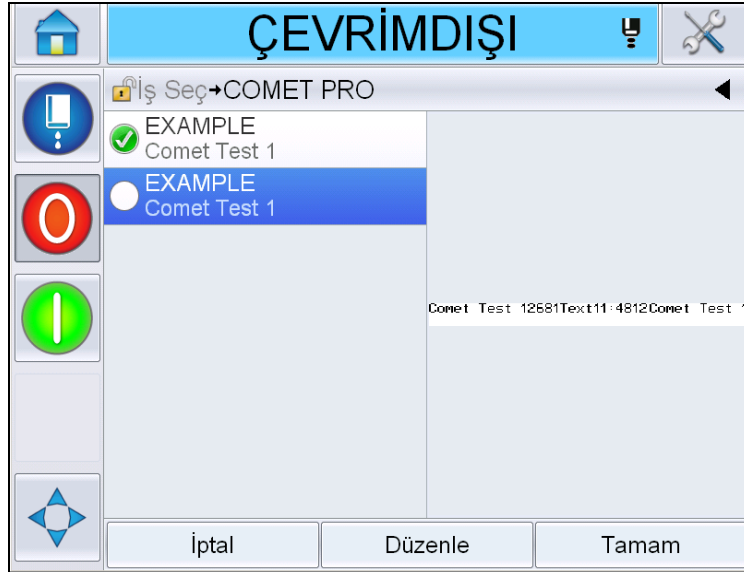 ÇEVRİMDIŞI
İş Seç→COMET PRO
EXAMPLE
Comet Test 1
EXAMPLE
Comet Test 1
Comet Test 12681Text11:4812Comet Test 1
İptal
Düzenle
Tamam